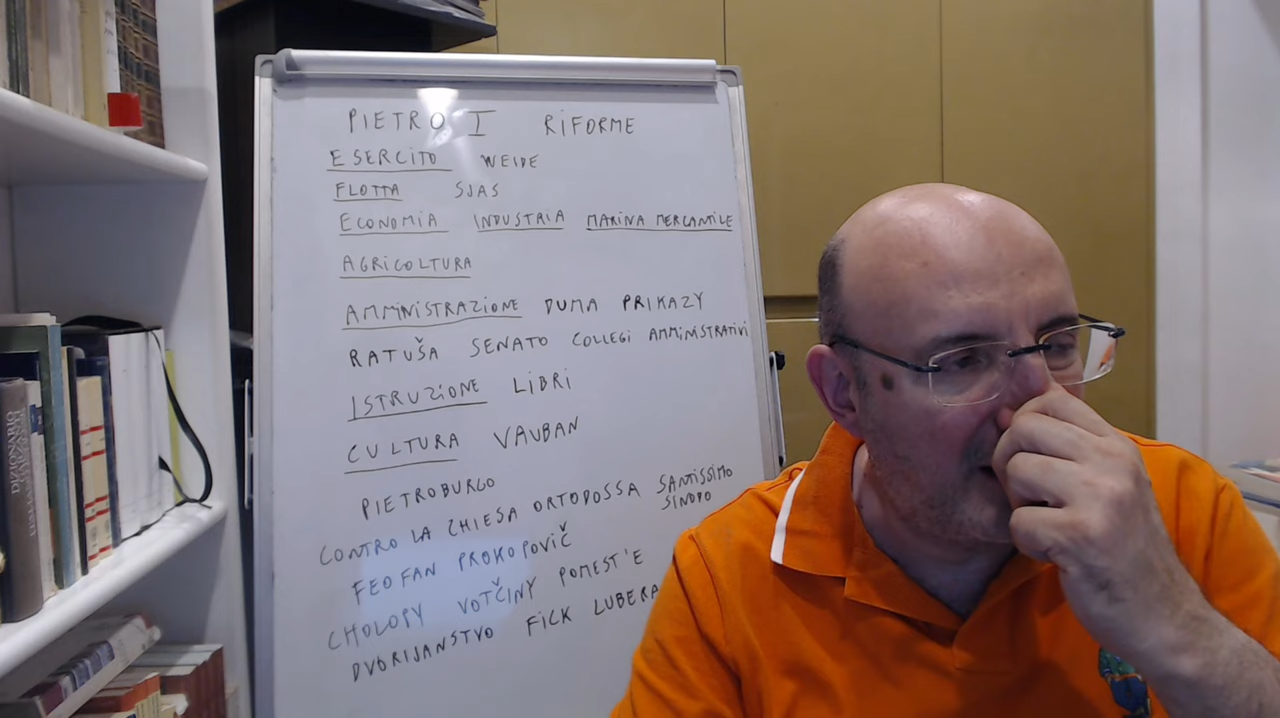 PIETRO I RIFORME
ESERCITO WEIDE
FLOTTA SJAS
ECONOMIA INDUSTRIA MARINA MERCANTILE
AGRICOLTURA
AMMINISTRAZIONE DUMA PRIKAZY
RATUŠA SENATO COLLEGI AMMINISTRATIVI
ISTRUZIONE LIBRI
CULTURA VAUBAN
PIETROBURGO
CONTRO LA CHIESA ORTODOSSA SANTISSIMO
SINODO
FEOFAN PROKOPOVIČ
CHOLOPY VOTČINY POMEST'E
DVORIJANSTVO FICK LUBERA